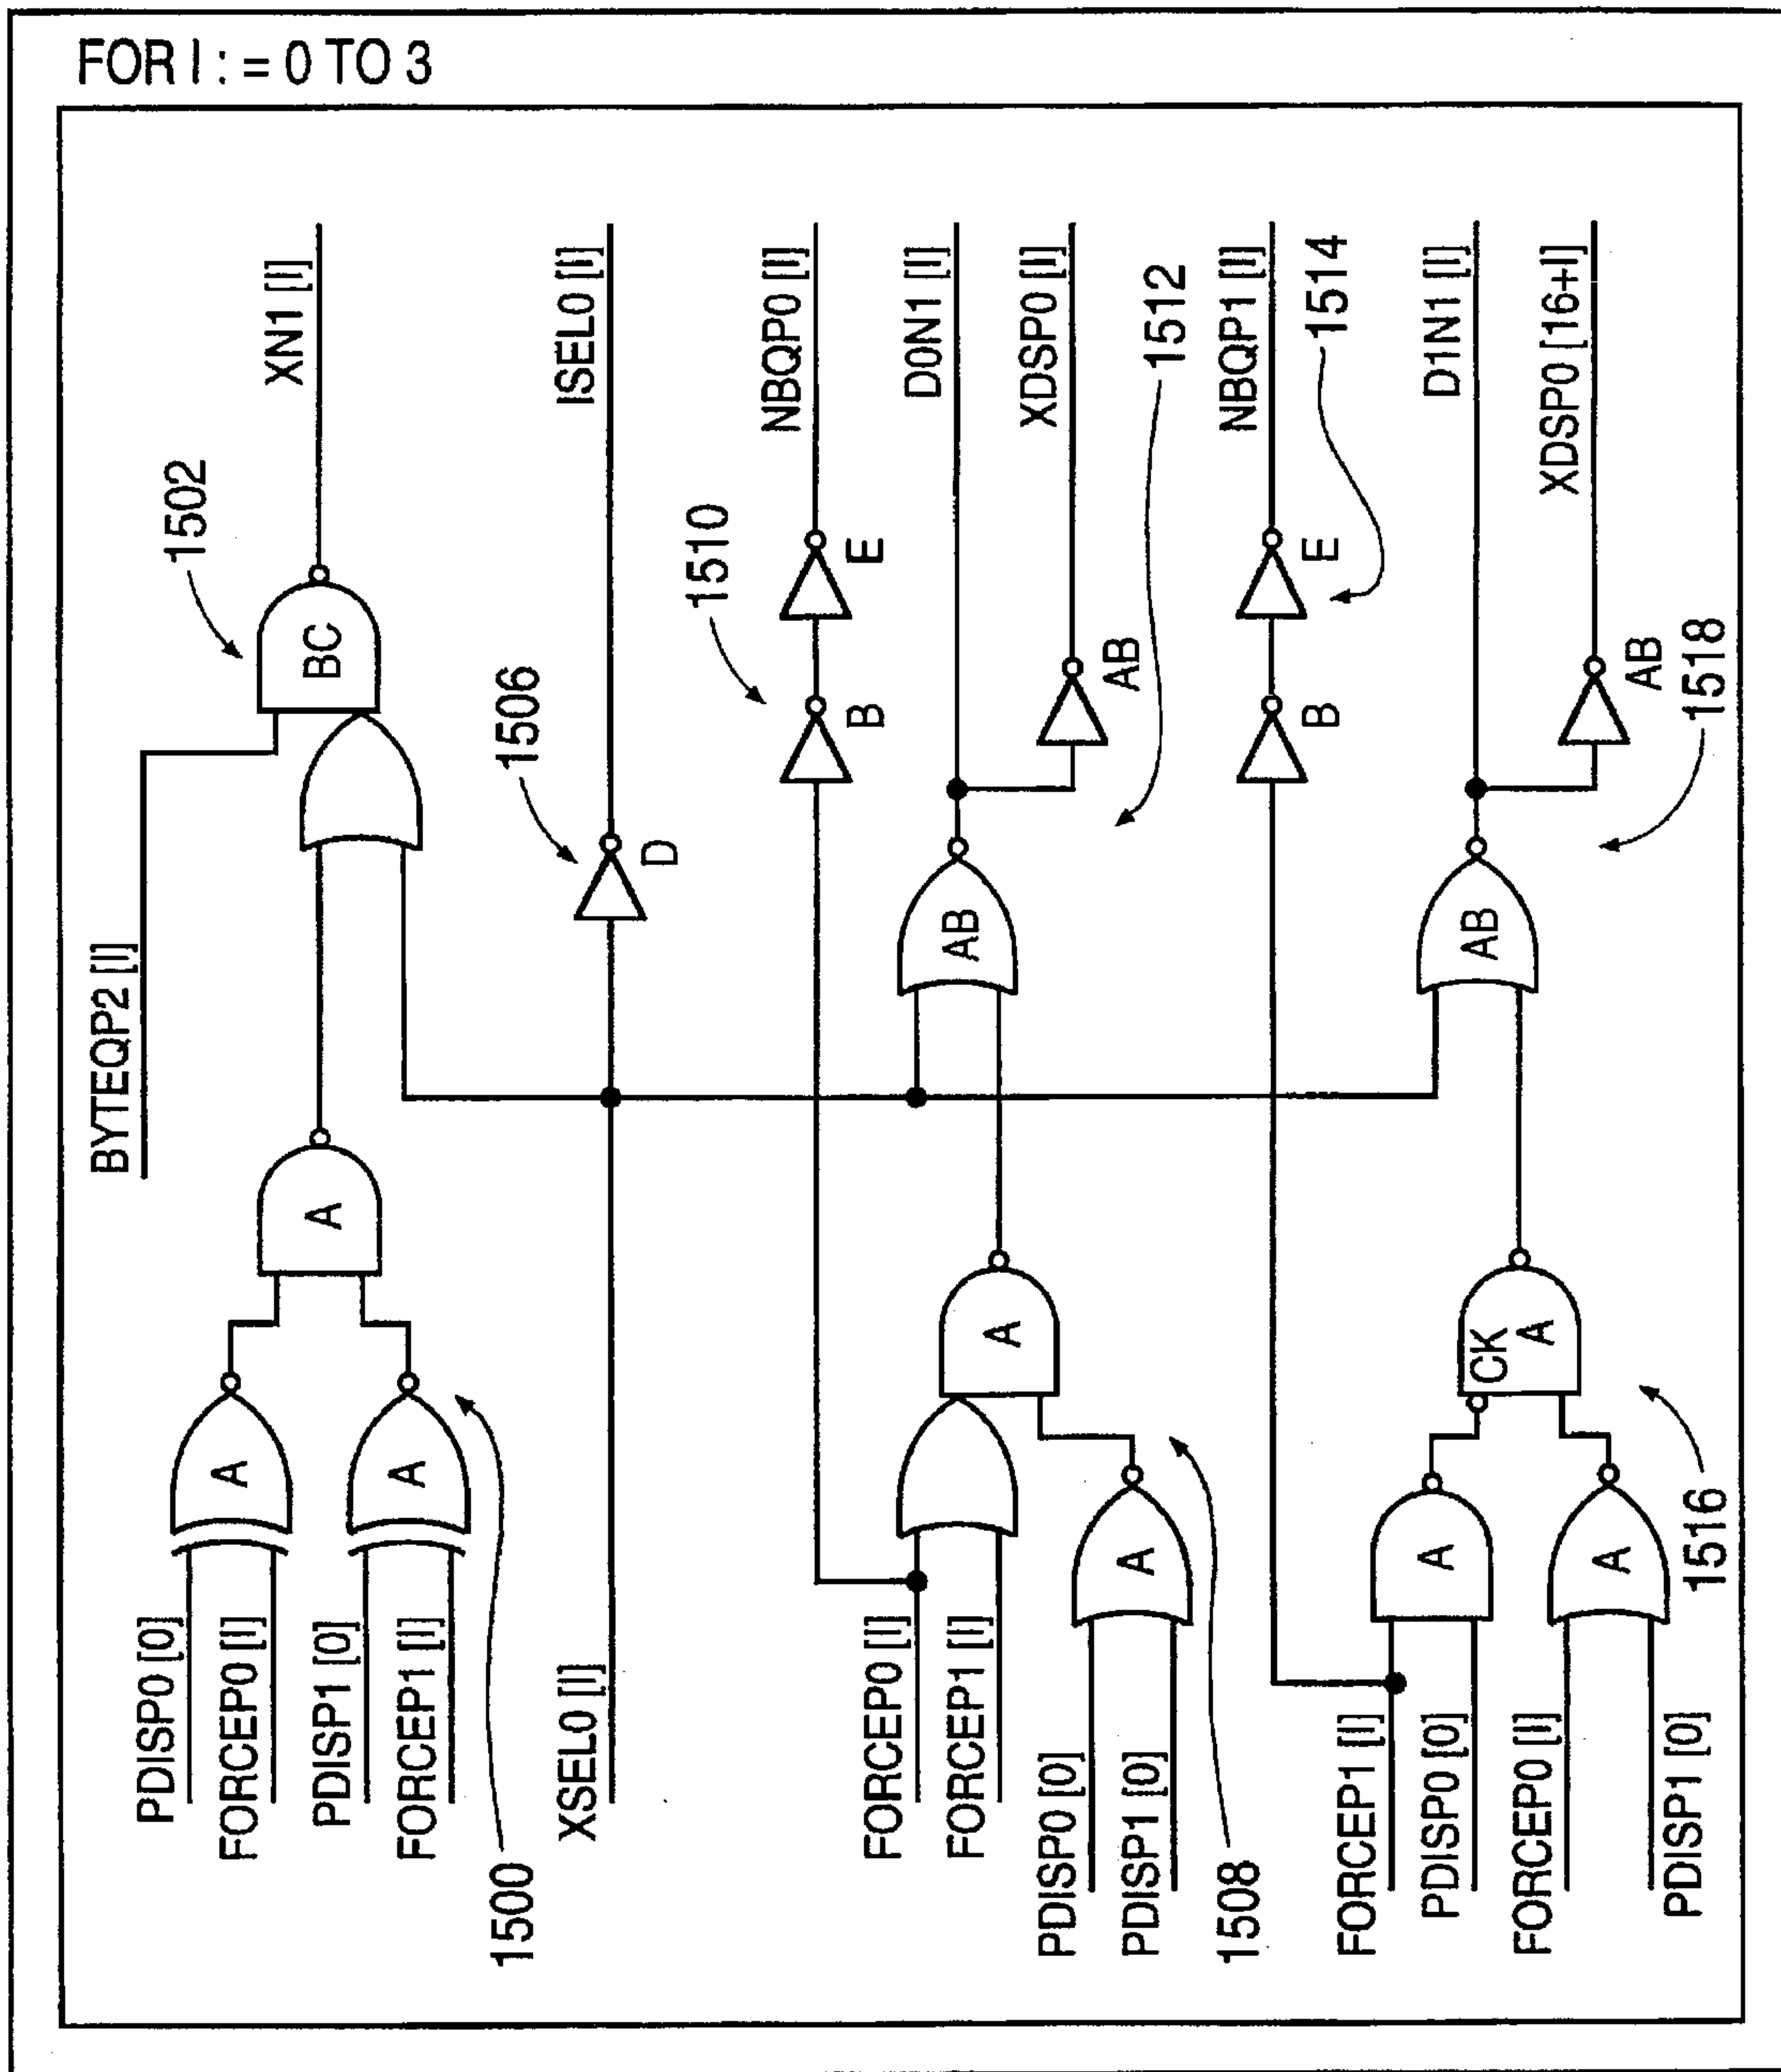 FOR I : = 0 TO 3
BYTEQP2 [I]
1502
XN1 [I]
PDISP0 [0]
FORCEP0 [I]
PDISP1 [0]
FORCEP1 [I]
A
A
A
BC
1500
1506
XSEL0 [I]
D
ISEL0 [I]
1510
B
E
NBQP0 [I]
FORCEP0 [I]
FORCEP1 [I]
PDISP0 [0]
PDISP1 [0]
A
A
AB
D0N1 [I]
AB
XDSP0 [I]
1508
1512
B
E
NBQP1 [I]
1514
FORCEP1 [I]
PDISP0 [0]
FORCEP0 [I]
PDISP1 [0]
A
A
CK
A
AB
D1N1 [I]
AB
XDSP0 [16+I]
1516
1518